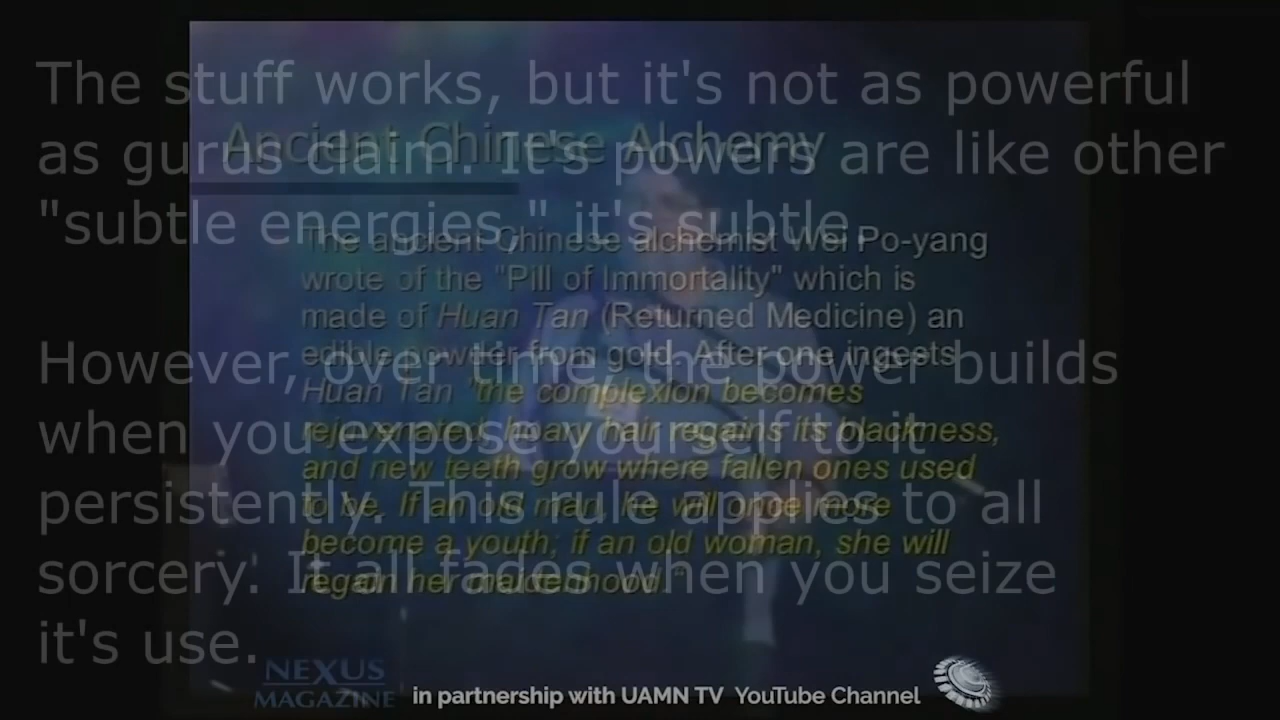 The stuff works, but it's not as powerful
as gurus claim. It's powers are like other
"subtle energies," it's subtle.
However, over time, the power builds
when you expose yourself to it
persistently. This rule applies to all
sorcery. It all fades when you seize
it's use.
Ancient Chinese Alchemy
The ancient Chinese alchemist Wei Po-yang
wrote of the "Pill of Immortality" which is
made of Huan Tan (Returned Medicine) an
edible powder from gold. After one ingests
Huan Tan "the complexion becomes
rejuvenated, hoary hair regains its blackness,
and new teeth grow where fallen ones used
to be. If an old man, he will once more
become a youth; if an old woman, she will
regain her maidenhood."
NEXUS
MAGAZINE
in partnership with UAMN TV YouTube Channel